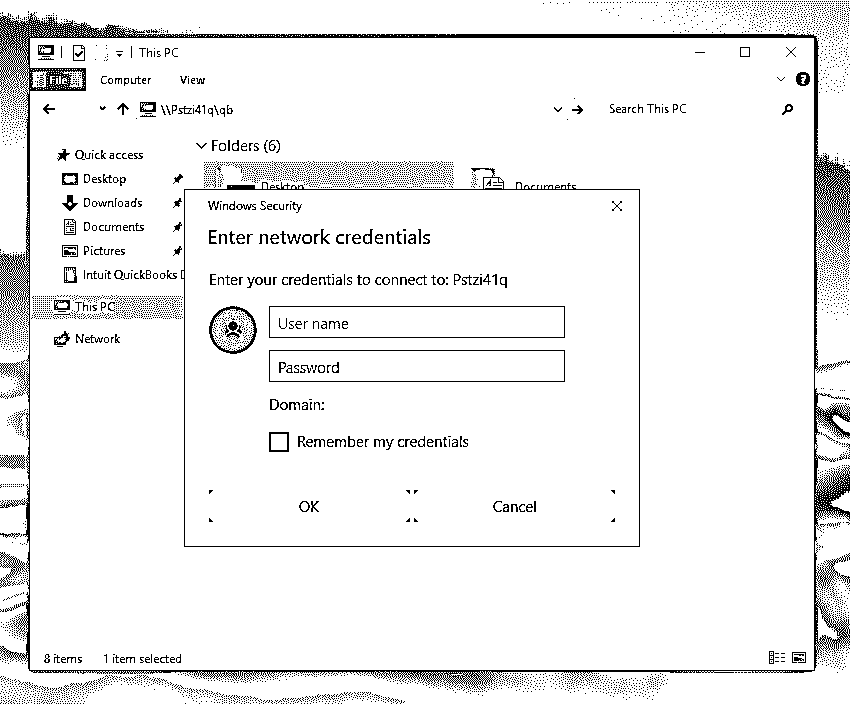 This PC
File Computer View
\\Pstzi41q\qb Search This PC
Quick access
Desktop
Downloads
Documents
Pictures
Intuit QuickBooks D
This PC
Network
Folders (6)
Desktop Documents
Windows Security
Enter network credentials
Enter your credentials to connect to: Pstzi41q
User name
Password
Domain:
Remember my credentials
OK Cancel
8 items 1 item selected